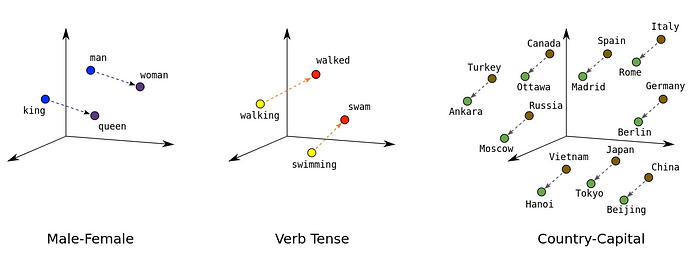 man
woman
king
queen
Male-Female
walked
swam
walking
swimming
Verb Tense
Canada
Spain
Italy
Turkey
Ottawa
Madrid
Rome
Germany
Ankara
Russia
Berlin
Moscow
Vietnam
Japan
China
Hanoi
Tokyo
Beijing
Country-Capital